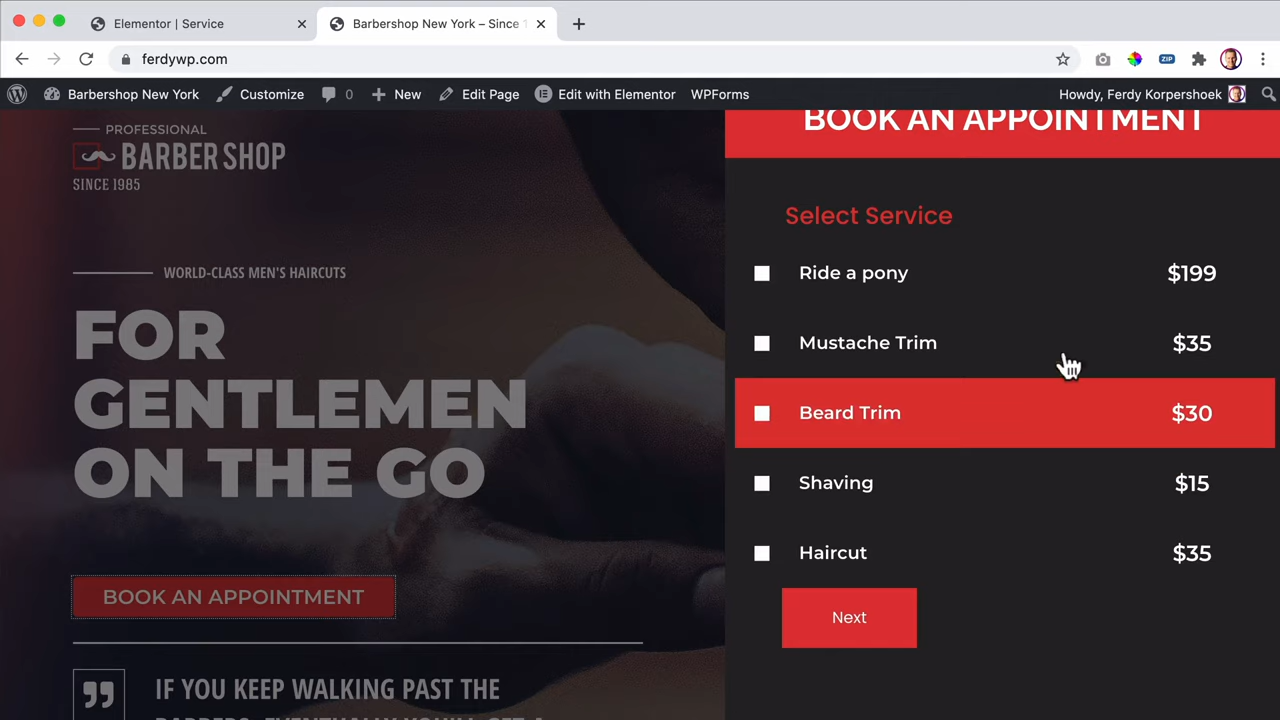 Elementor | Service
Barbershop New York – Since
ferdywp.com
ZIP
Barbershop New York
Customize
0
New
Edit Page
Edit with Elementor
WPForms
Howdy, Ferdy Korpershoek
PROFESSIONAL
BARBER SHOP
SINCE 1985
WORLD-CLASS MEN'S HAIRCUTS
FOR
GENTLEMEN
ON THE GO
BOOK AN APPOINTMENT
IF YOU KEEP WALKING PAST THE
BOOK AN APPOINTMENT
Select Service
Ride a pony $199
Mustache Trim $35
Beard Trim $30
Shaving $15
Haircut $35
Next